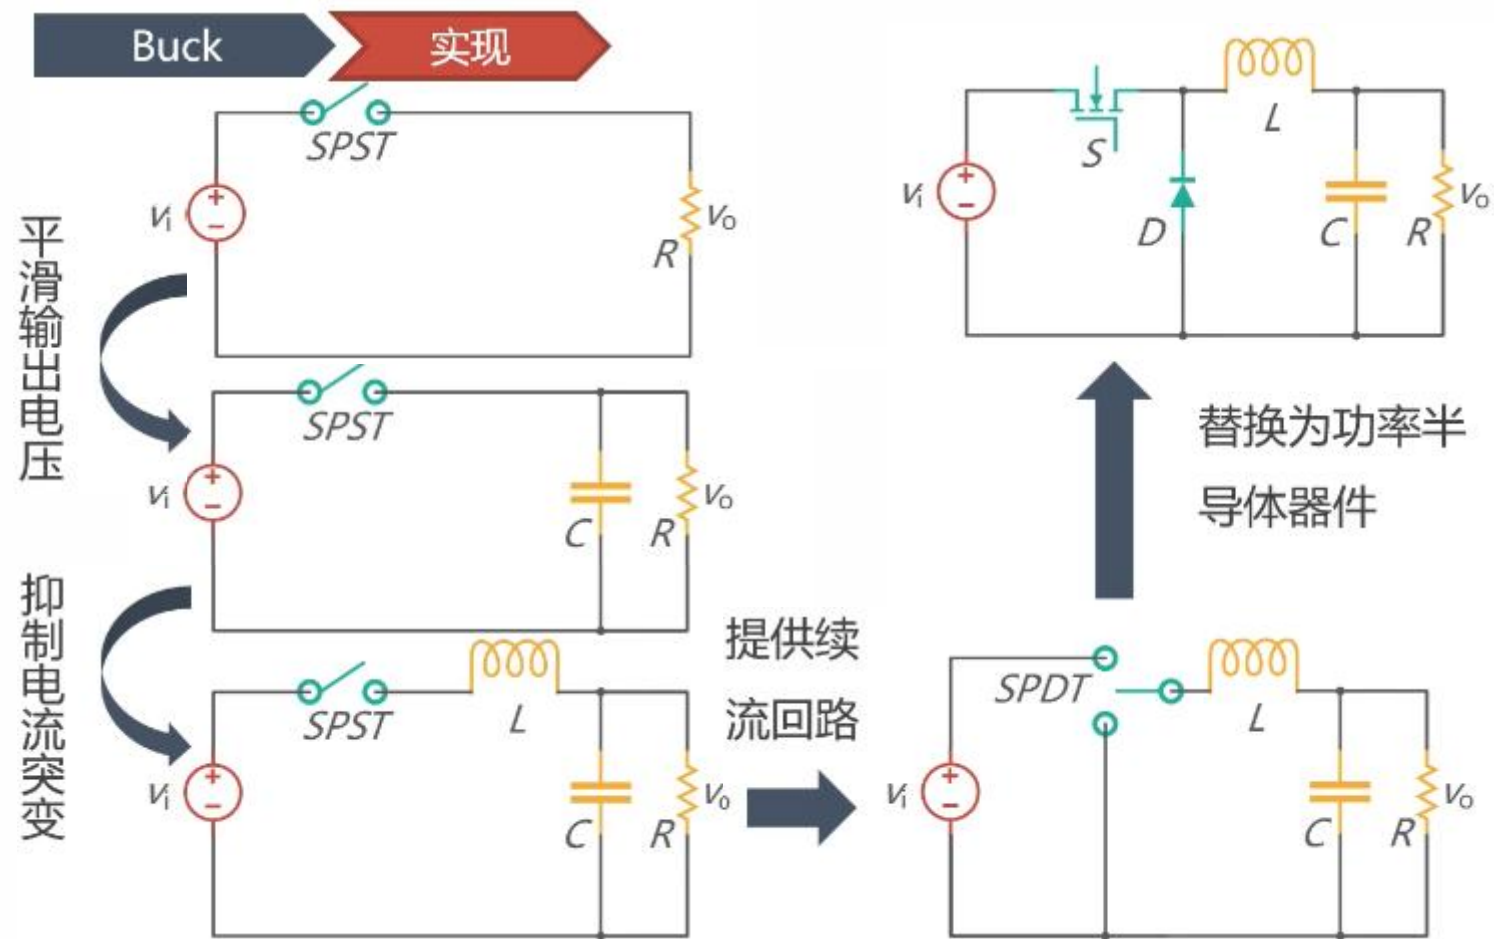 Buck
实现
SPST
vi
+
−
R
vo
平滑输出电压
SPST
vi
+
−
C
R
vo
抑制电流突变
SPST
L
vi
+
−
C
R
v0
提供续
流回路
SPDT
L
vi
+
−
C
R
vo
替换为功率半
导体器件
S
L
vi
+
−
D
C
R
vo